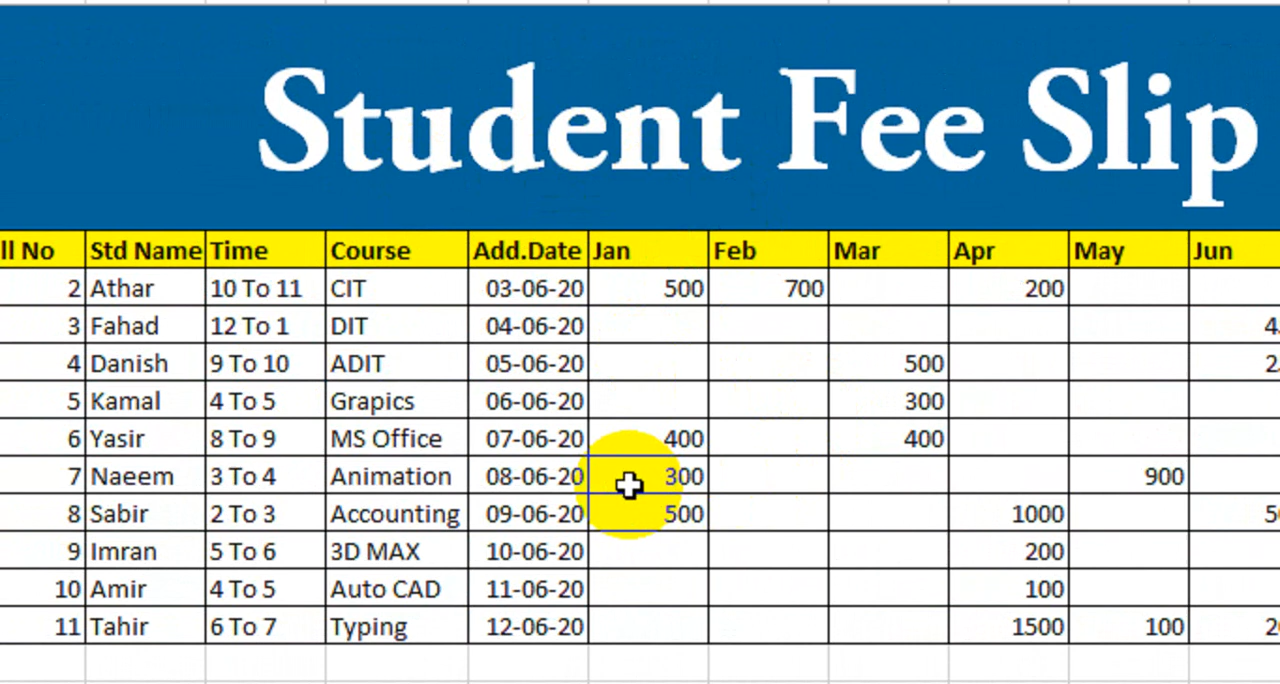 Student Fee Slip
ll No Std Name Time Course Add.Date Jan Feb Mar Apr May Jun
2 Athar 10 To 11 CIT 03-06-20 500 700 200
3 Fahad 12 To 1 DIT 04-06-20
4 Danish 9 To 10 ADIT 05-06-20 500
5 Kamal 4 To 5 Grapics 06-06-20 300
6 Yasir 8 To 9 MS Office 07-06-20 400 400
7 Naeem 3 To 4 Animation 08-06-20 300 900
8 Sabir 2 To 3 Accounting 09-06-20 500 1000
9 Imran 5 To 6 3D MAX 10-06-20 200
10 Amir 4 To 5 Auto CAD 11-06-20 100
11 Tahir 6 To 7 Typing 12-06-20 1500 100